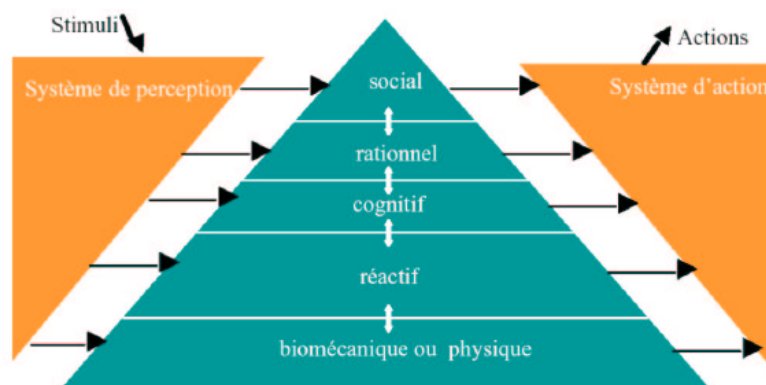 Stimuli
Actions
Système de perception
social
Système d'action
rationnel
cognitif
réactif
biomécanique ou physique